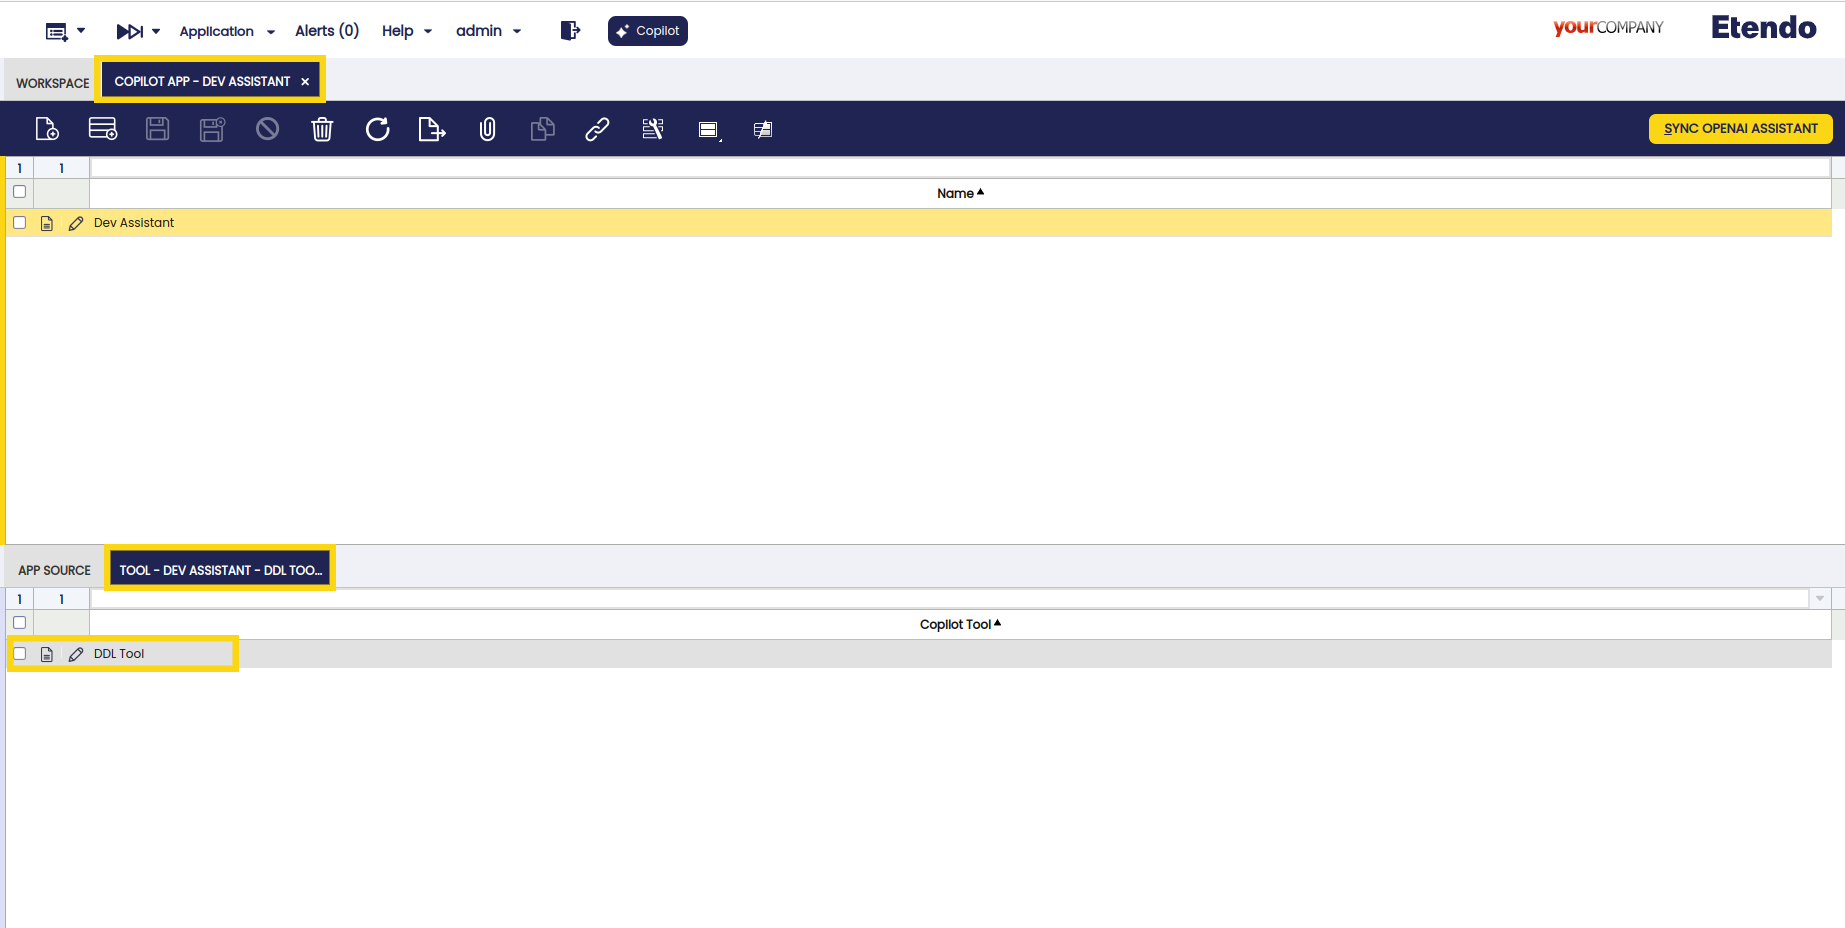 Application Alerts (0) Help admin Copilot yourCOMPANY Etendo
WORKSPACE COPILOT APP - DEV ASSISTANT ×
SYNC OPENAI ASSISTANT
1 1
Name
Dev Assistant
APP SOURCE TOOL - DEV ASSISTANT - DDL TOO...
1 1
Copilot Tool
DDL Tool